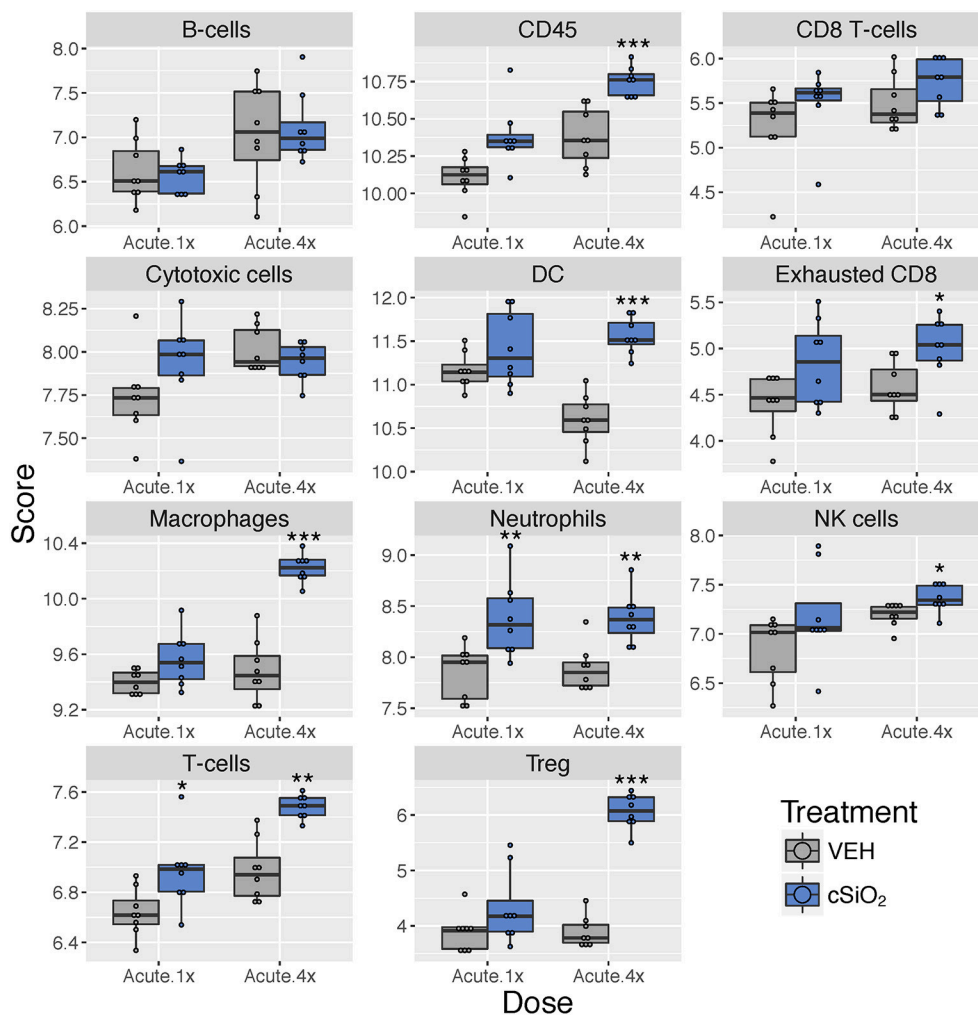 B-cells
8.0
7.5
7.0
6.5
6.0
Acute.1x Acute.4x
CD45
***
10.75
10.50
10.25
10.00
Acute.1x Acute.4x
CD8 T-cells
6.0
5.5
5.0
4.5
Acute.1x Acute.4x
Cytotoxic cells
8.25
8.00
7.75
7.50
Acute.1x Acute.4x
DC
***
12.0
11.5
11.0
10.5
10.0
Acute.1x Acute.4x
Exhausted CD8
*
5.5
5.0
4.5
4.0
Acute.1x Acute.4x
Score
Macrophages
***
10.4
10.0
9.6
9.2
Acute.1x Acute.4x
Neutrophils
** **
9.0
8.5
8.0
7.5
Acute.1x Acute.4x
NK cells
*
8.0
7.5
7.0
6.5
Acute.1x Acute.4x
T-cells
* **
7.6
7.2
6.8
6.4
Acute.1x Acute.4x
Treg
***
6
5
4
Acute.1x Acute.4x
Treatment
VEH
cSiO₂
Dose